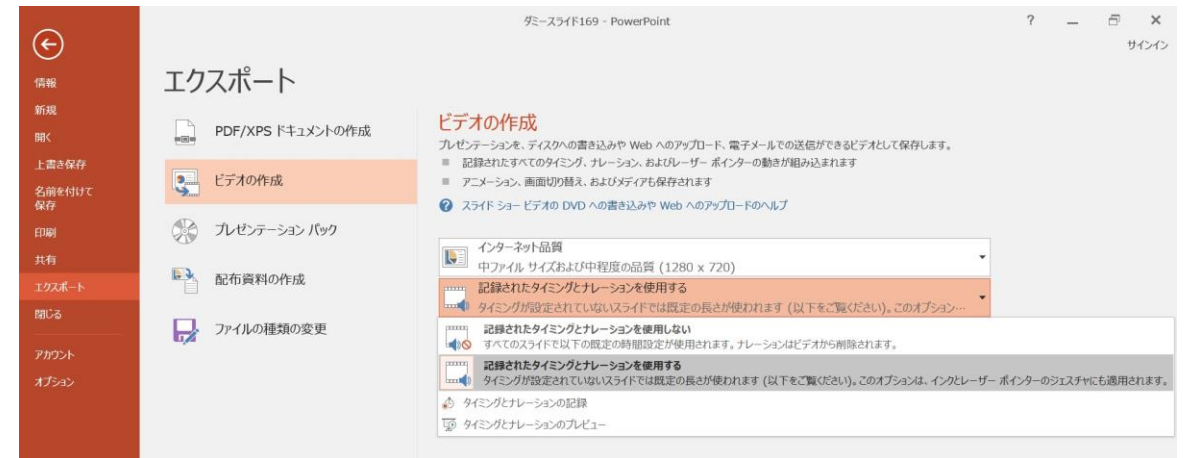 ダミースライド169 - PowerPoint
?
サインイン
情報
新規
開く
上書き保存
名前を付けて
保存
印刷
共有
エクスポート
閉じる
アカウント
オプション
エクスポート
PDF/XPS ドキュメントの作成
ビデオの作成
プレゼンテーション パック
配布資料の作成
ファイルの種類の変更
ビデオの作成
プレゼンテーションを、ディスクへの書き込みや Web へのアップロード、電子メールでの送信ができるビデオとして保存します。
記録されたすべてのタイミング、ナレーション、およびレーザー ポインターの動きが組み込まれます
アニメーション、画面切り替え、およびメディアも保存されます
スライド ショー ビデオの DVD への書き込みや Web へのアップロードのヘルプ
インターネット品質
中ファイル サイズおよび中程度の品質 (1280 x 720)
記録されたタイミングとナレーションを使用する
タイミングが設定されていないスライドでは既定の長さが使われます (以下をご覧ください)。このオプション…
記録されたタイミングとナレーションを使用しない
すべてのスライドで以下の既定の時間設定が使用されます。ナレーションはビデオから削除されます。
記録されたタイミングとナレーションを使用する
タイミングが設定されていないスライドでは既定の長さが使われます (以下をご覧ください)。このオプションは、インクとレーザー ポインターのジェスチャにも適用されます。
タイミングとナレーションの記録
タイミングとナレーションのプレビュー